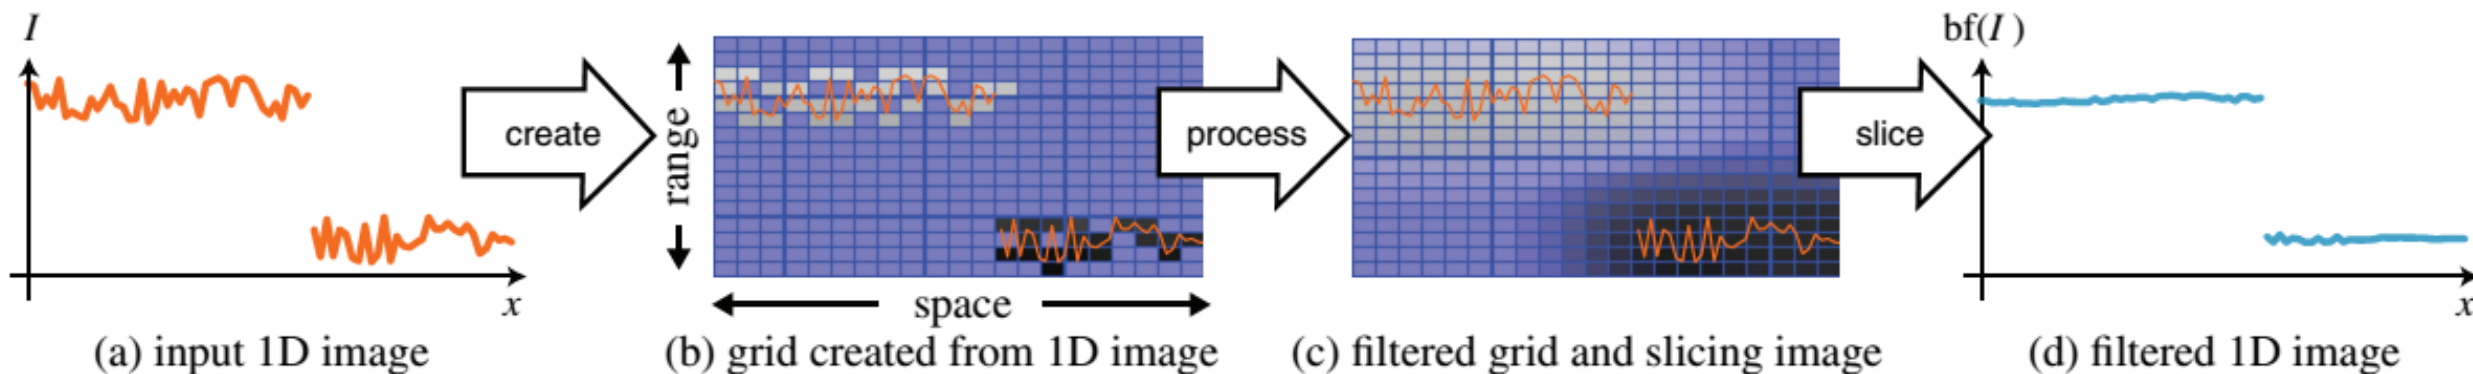 I
x
(a) input 1D image
create
range
space
(b) grid created from 1D image
process
(c) filtered grid and slicing image
slice
bf(I)
x
(d) filtered 1D image